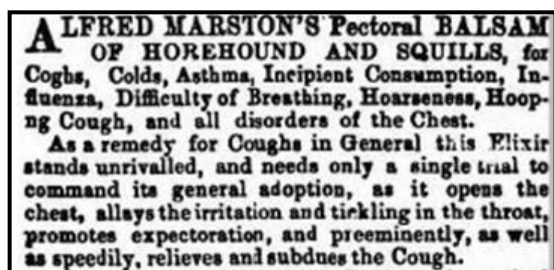 ALFRED MARSTON'S Pectoral BALSAM
OF HOREHOUND AND SQUILLS, for
Coghs, Colds, Asthma, Incipient Consumption, In-
fluenza, Difficulty of Breathing, Hoarseness, Hoop-
ng Cough, and all disorders of the Chest.
As a remedy for Coughs in General this Elixir
stands unrivalled, and needs only a single trial to
command its general adoption, as it opens the
chest, allays the irritation and tickling in the throat,
promotes expectoration, and preeminently, as well
as speedily, relieves and subdues the Cough.